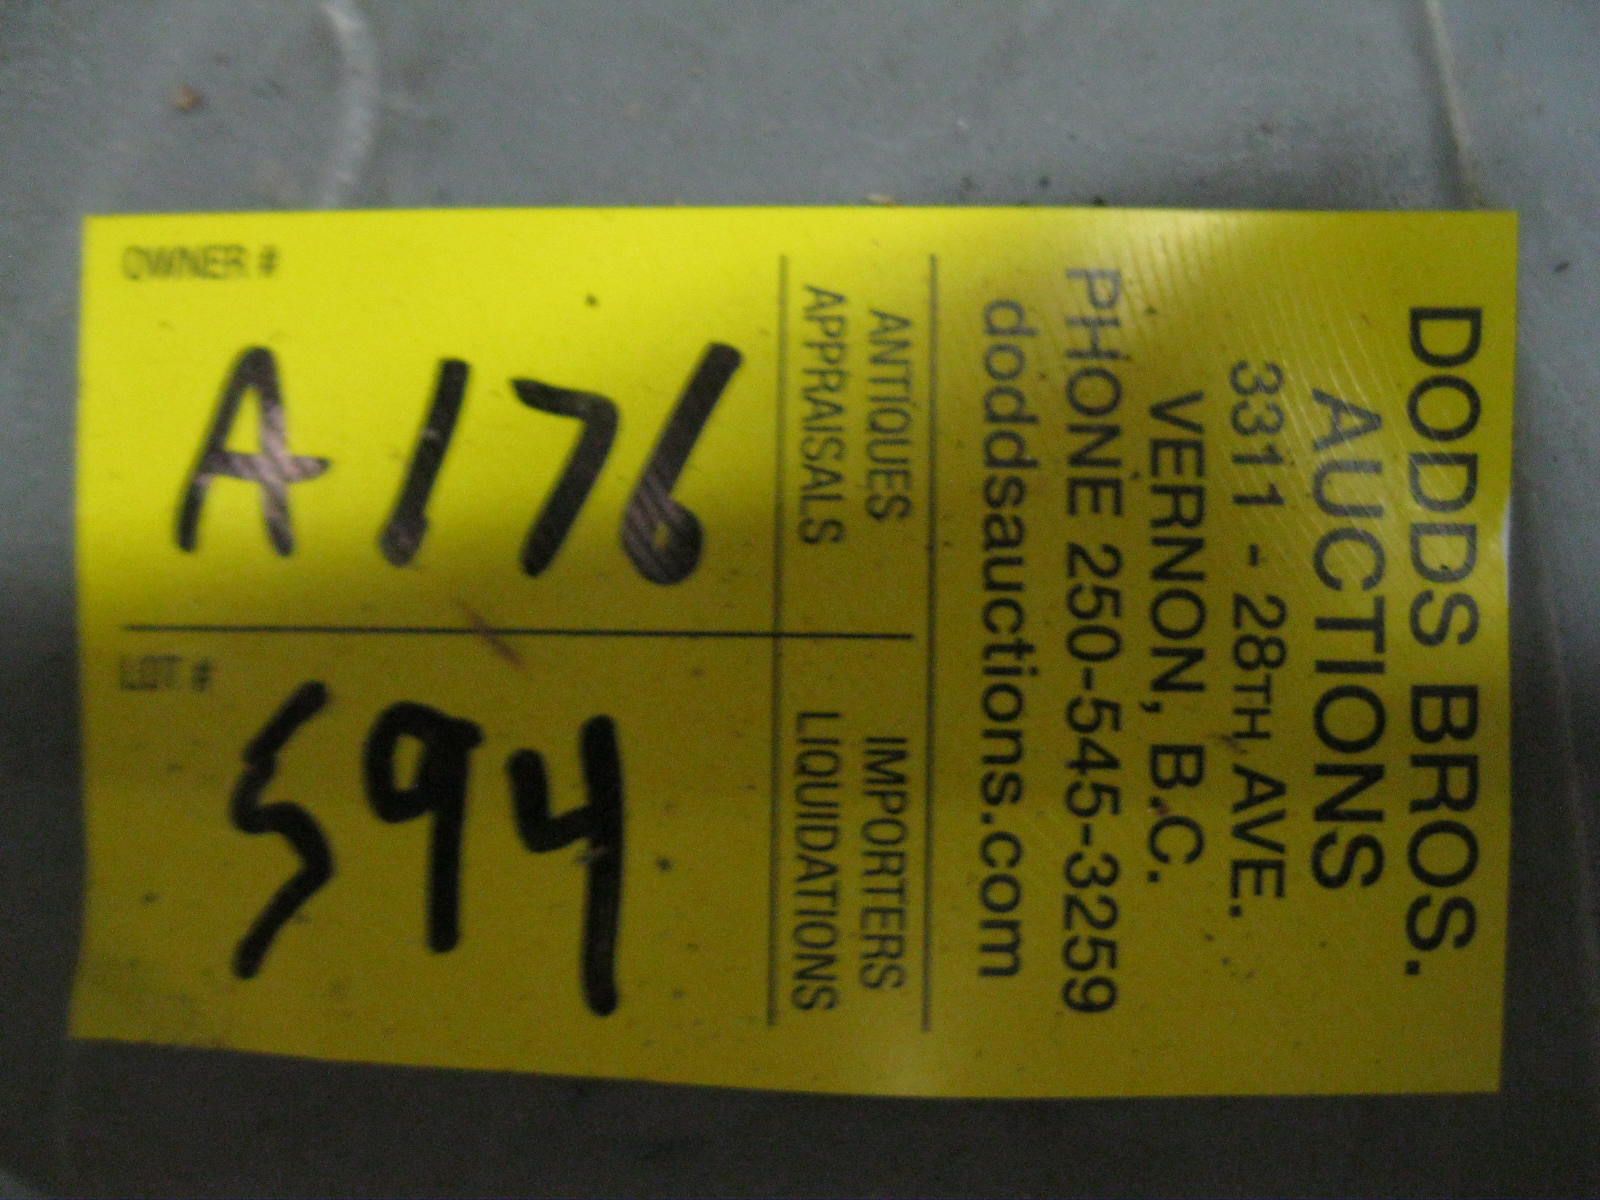 DODDS BROS.
AUCTIONS
3311 - 28TH AVE.
VERNON, B.C.
PHONE 250-545-3259
doddsauctions.com
ANTIQUES
APPRAISALS
IMPORTERS
LIQUIDATIONS
OWNER #
A176
LOT #
594